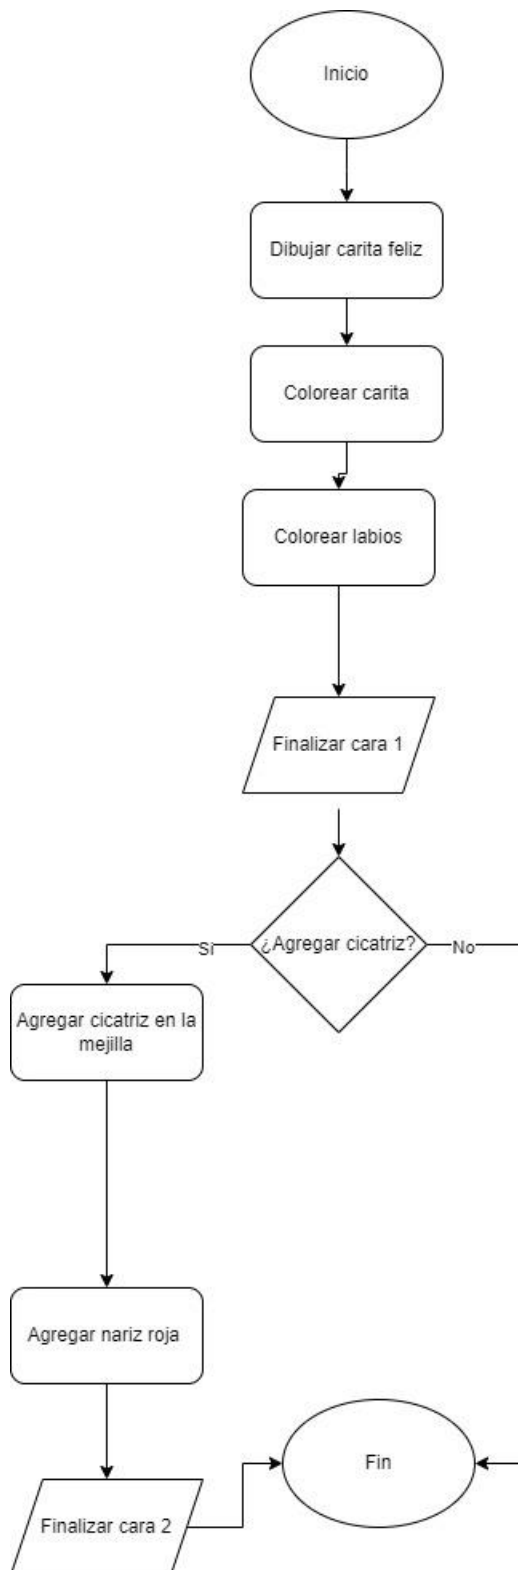 Inicio
Dibujar carita feliz
Colorear carita
Colorear labios
Finalizar cara 1
¿Agregar cicatriz?
Si
No
Agregar cicatriz en la
mejilla
Agregar nariz roja
Fin
Finalizar cara 2